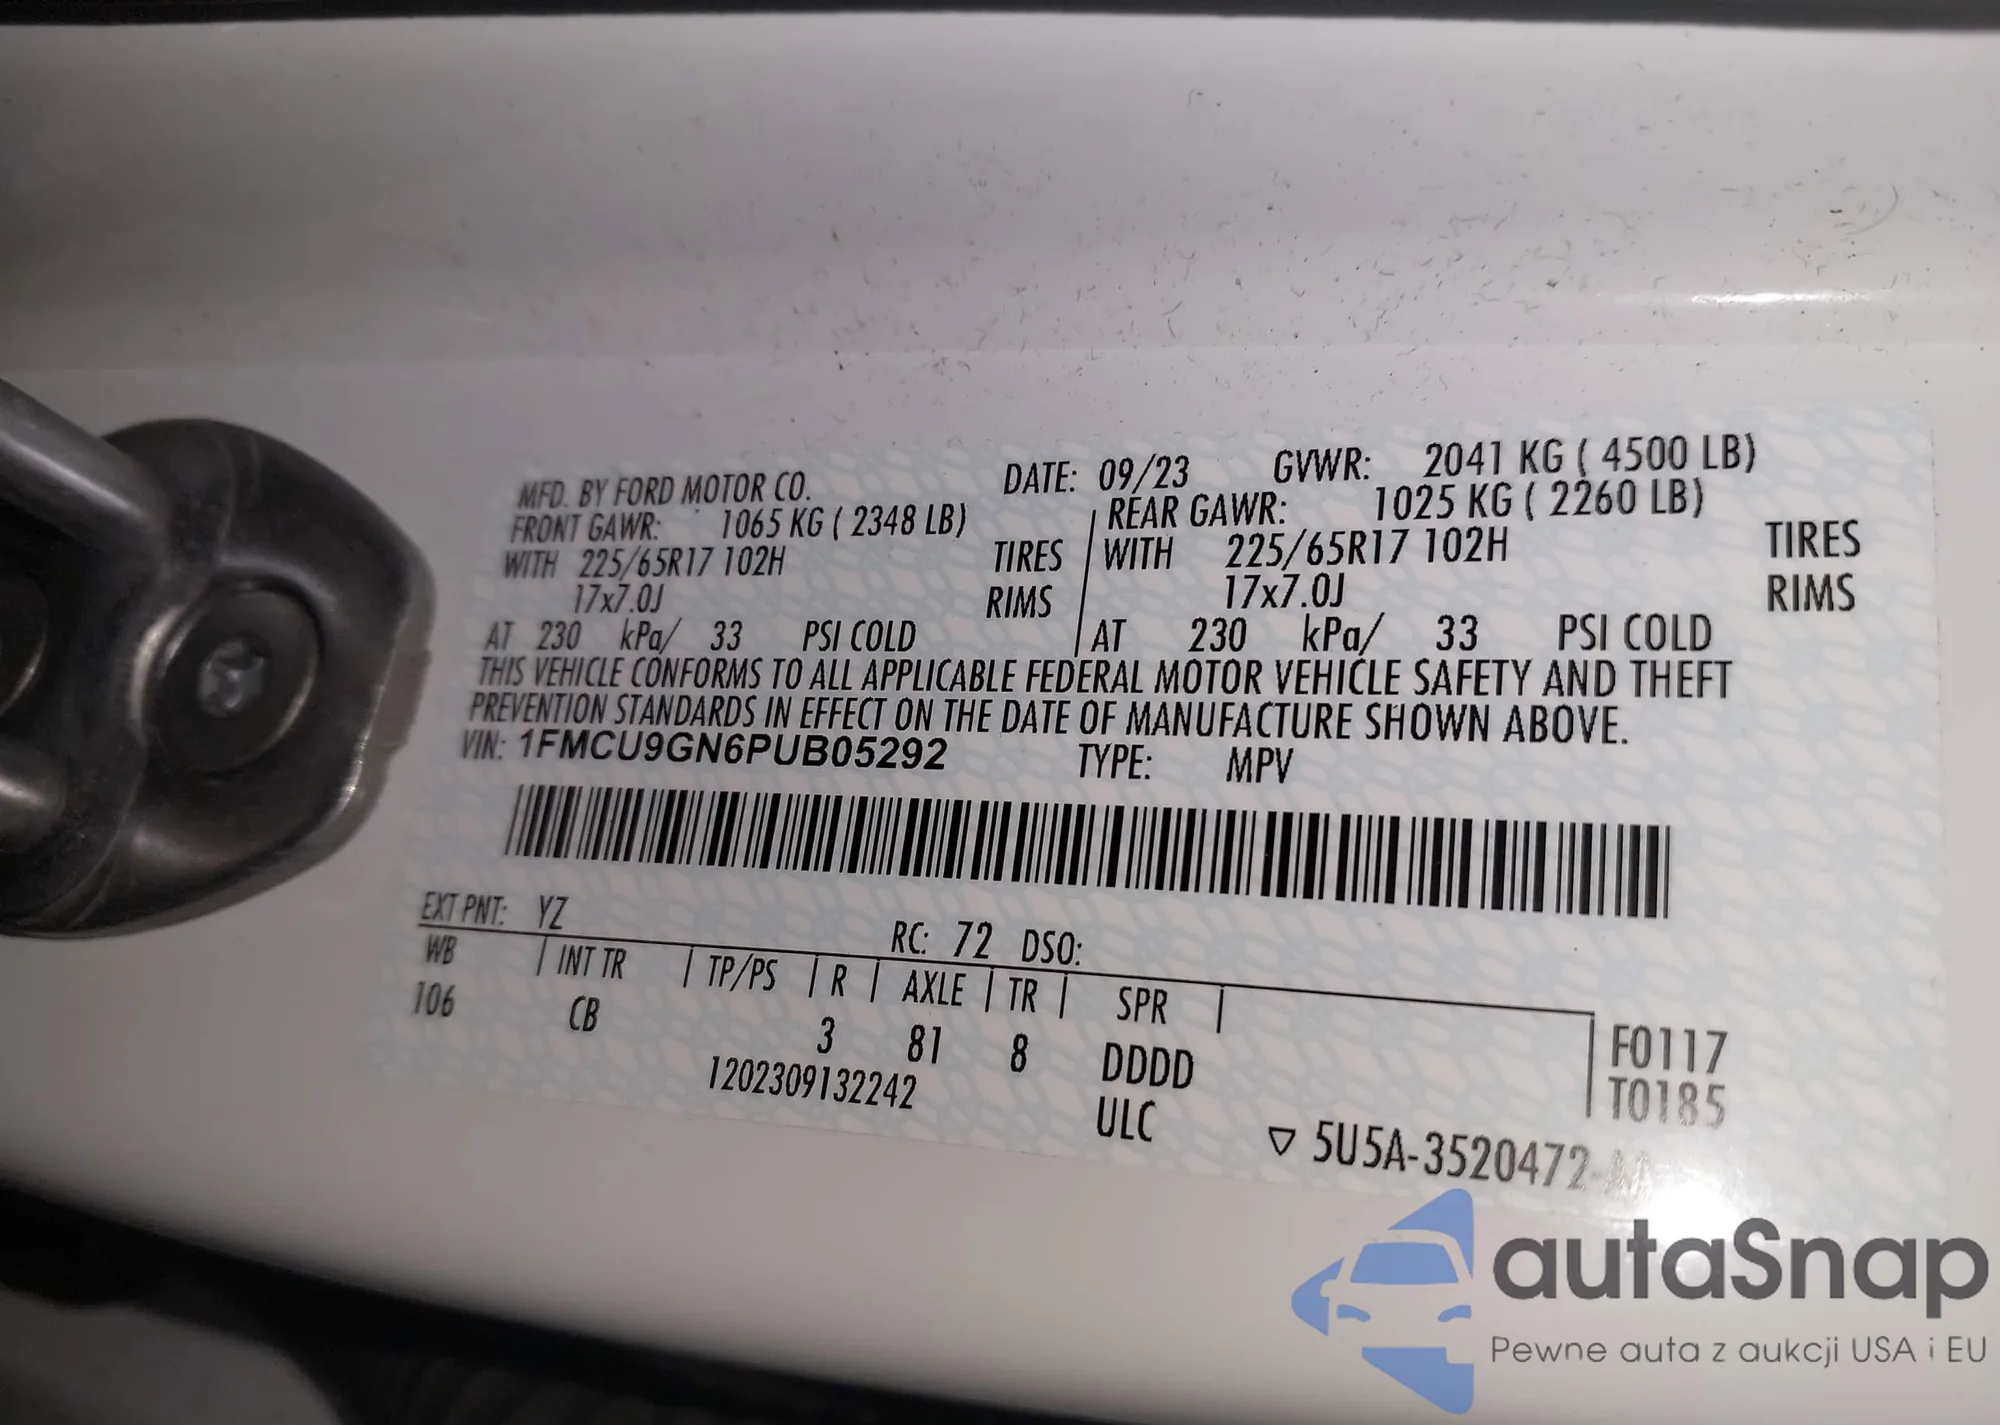 MFD. BY FORD MOTOR CO. DATE: 09/23 GVWR: 2041 KG ( 4500 LB)
FRONT GAWR: 1065 KG ( 2348 LB) REAR GAWR: 1025 KG ( 2260 LB)
WITH 225/65R17 102H TIRES WITH 225/65R17 102H TIRES
17x7.0J RIMS 17x7.0J RIMS
AT 230 kPa/ 33 PSI COLD AT 230 kPa/ 33 PSI COLD
THIS VEHICLE CONFORMS TO ALL APPLICABLE FEDERAL MOTOR VEHICLE SAFETY AND THEFT
PREVENTION STANDARDS IN EFFECT ON THE DATE OF MANUFACTURE SHOWN ABOVE.
VIN: 1FMCU9GN6PUB05292 TYPE: MPV
EXT PNT: YZ RC: 72 DSO:
WB INT TR TP/PS R AXLE TR SPR
106 CB 3 81 8 DDDD F0117
1202309132242 ULC T0185
▽ 5U5A-3520472-
autaSnap
Pewne auta z aukcji USA i EU